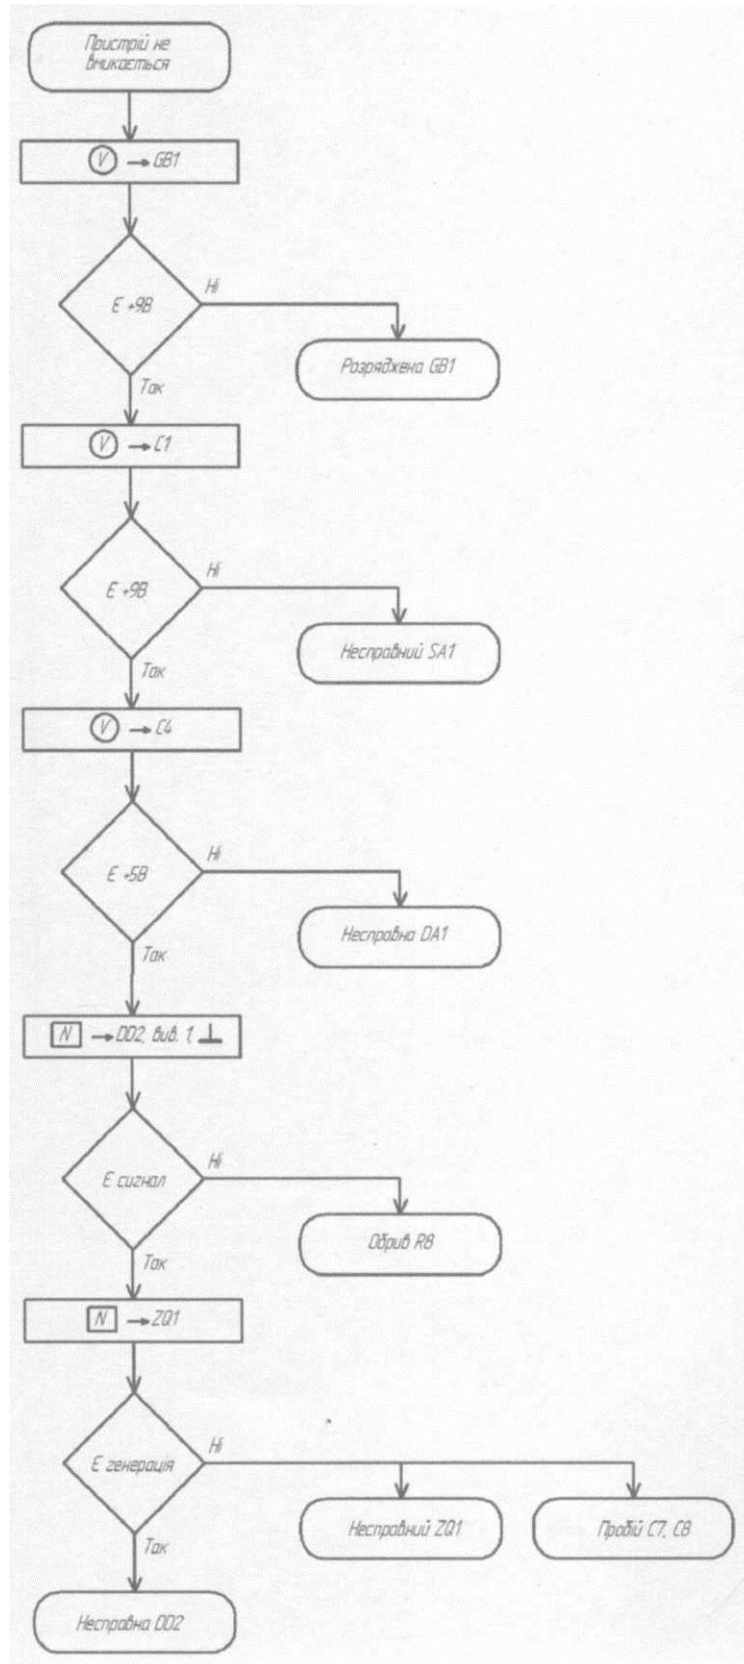 Пристрій не
вмикається
V → GB1
Є +9В
Ні
Розряджена GB1
Так
V → C1
Є +9В
Ні
Несправний SA1
Так
V → C4
Є +5В
Ні
Несправна DA1
Так
N → DD2, вив. 1, ⊥
Є сигнал
Ні
Обрив R8
Так
N → ZQ1
Є генерація
Ні
Несправний ZQ1
Пробій C7, C8
Так
Несправна DD2